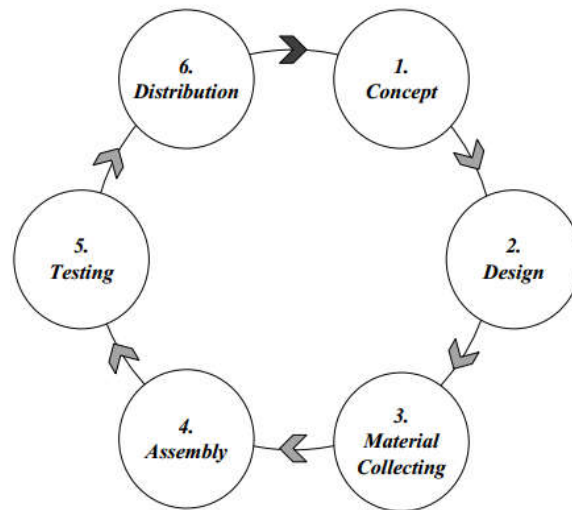 1.
Concept
2.
Design
3.
Material
Collecting
4.
Assembly
5.
Testing
6.
Distribution